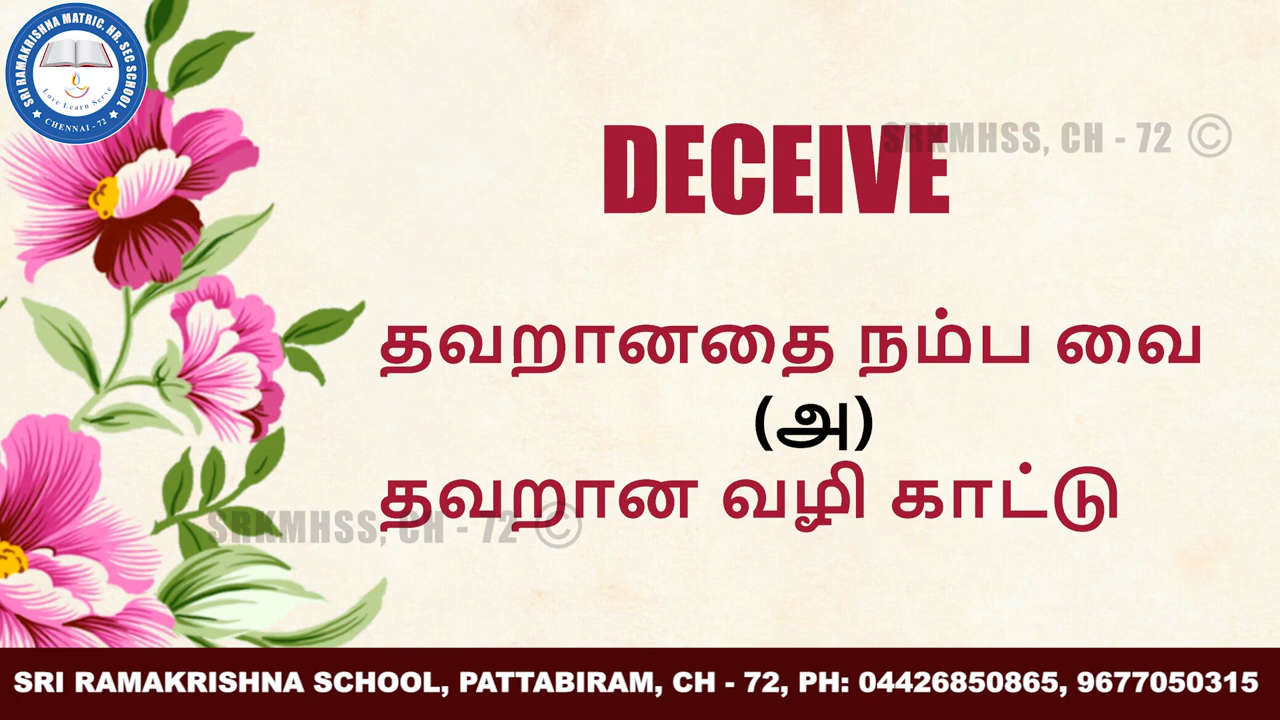 SRI RAMAKRISHNA MATRIC. HR. SEC SCHOOL
Love Learn Serve
CHENNAI - 72
DECEIVE
SRKMHSS, CH - 72 ©
தவறானதை நம்ப வை
(அ)
தவறான வழி காட்டு
SRKMHSS, CH - 72 ©
SRI RAMAKRISHNA SCHOOL, PATTABIRAM, CH - 72, PH: 04426850865, 9677050315